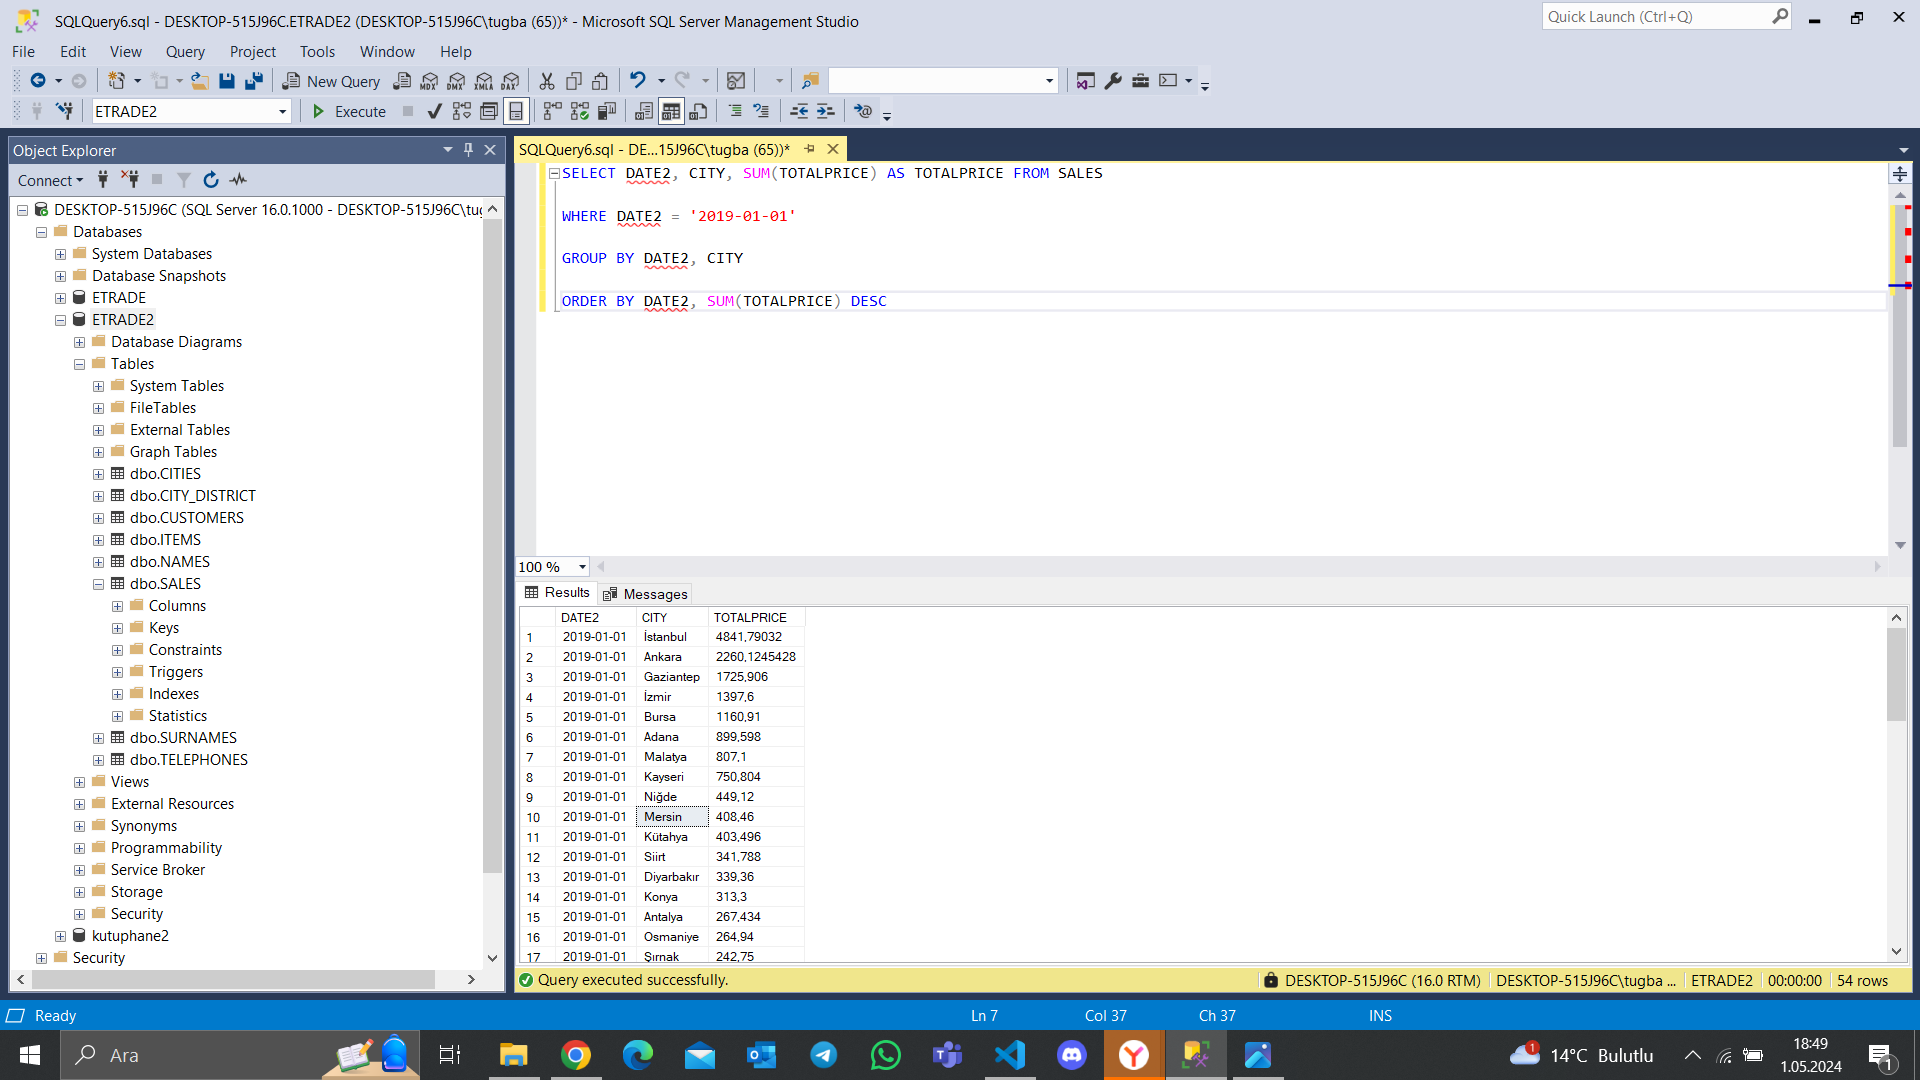 SQLQuery6.sql - DESKTOP-515J96C.ETRADE2 (DESKTOP-515J96C\tugba (65))* - Microsoft SQL Server Management Studio
Quick Launch (Ctrl+Q)
File Edit View Query Project Tools Window Help
New Query MDX DMX XMLA DAX
ETRADE2 Execute
Object Explorer
Connect
DESKTOP-515J96C (SQL Server 16.0.1000 - DESKTOP-515J96C\tug
Databases
System Databases
Database Snapshots
ETRADE
ETRADE2
Database Diagrams
Tables
System Tables
FileTables
External Tables
Graph Tables
dbo.CITIES
dbo.CITY_DISTRICT
dbo.CUSTOMERS
dbo.ITEMS
dbo.NAMES
dbo.SALES
Columns
Keys
Constraints
Triggers
Indexes
Statistics
dbo.SURNAMES
dbo.TELEPHONES
Views
External Resources
Synonyms
Programmability
Service Broker
Storage
Security
kutuphane2
Security
SQLQuery6.sql - DE...15J96C\tugba (65))*
SELECT DATE2, CITY, SUM(TOTALPRICE) AS TOTALPRICE FROM SALES
WHERE DATE2 = '2019-01-01'
GROUP BY DATE2, CITY
ORDER BY DATE2, SUM(TOTALPRICE) DESC
100 %
Results Messages
DATE2 CITY TOTALPRICE
1 2019-01-01 İstanbul 4841,79032
2 2019-01-01 Ankara 2260,1245428
3 2019-01-01 Gaziantep 1725,906
4 2019-01-01 İzmir 1397,6
5 2019-01-01 Bursa 1160,91
6 2019-01-01 Adana 899,598
7 2019-01-01 Malatya 807,1
8 2019-01-01 Kayseri 750,804
9 2019-01-01 Niğde 449,12
10 2019-01-01 Mersin 408,46
11 2019-01-01 Kütahya 403,496
12 2019-01-01 Siirt 341,788
13 2019-01-01 Diyarbakır 339,36
14 2019-01-01 Konya 313,3
15 2019-01-01 Antalya 267,434
16 2019-01-01 Osmaniye 264,94
17 2019-01-01 Şırnak 242,75
Query executed successfully. DESKTOP-515J96C (16.0 RTM) DESKTOP-515J96C\tugba ... ETRADE2 00:00:00 54 rows
Ready Ln 7 Col 37 Ch 37 INS
Ara 1 14°C Bulutlu 18:49
1.05.2024 1